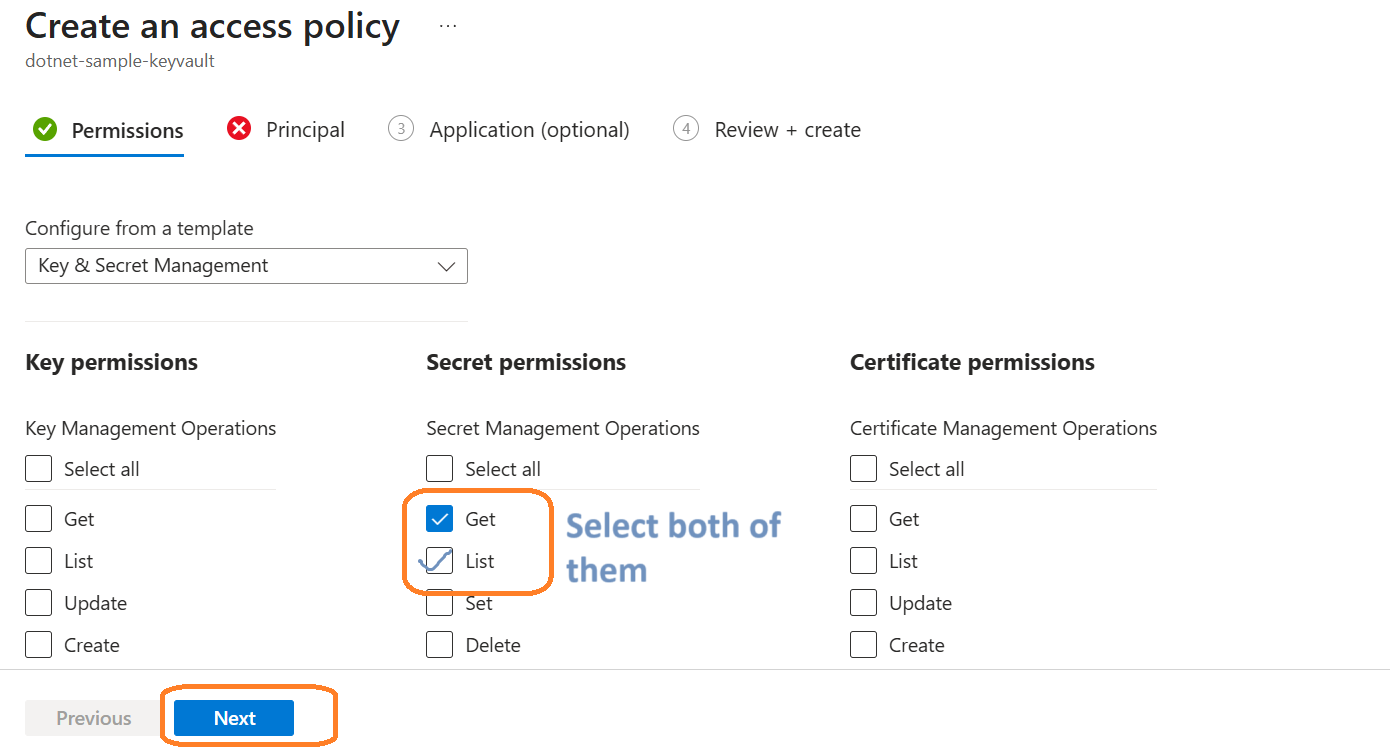 Create an access policy ...
dotnet-sample-keyvault
Permissions Principal 3 Application (optional) 4 Review + create
Configure from a template
Key & Secret Management
Key permissions Secret permissions Certificate permissions
Key Management Operations Secret Management Operations Certificate Management Operations
Select all Select all Select all
Get Get Select both of Get
List List them List
Update Set Update
Create Delete Create
Previous Next